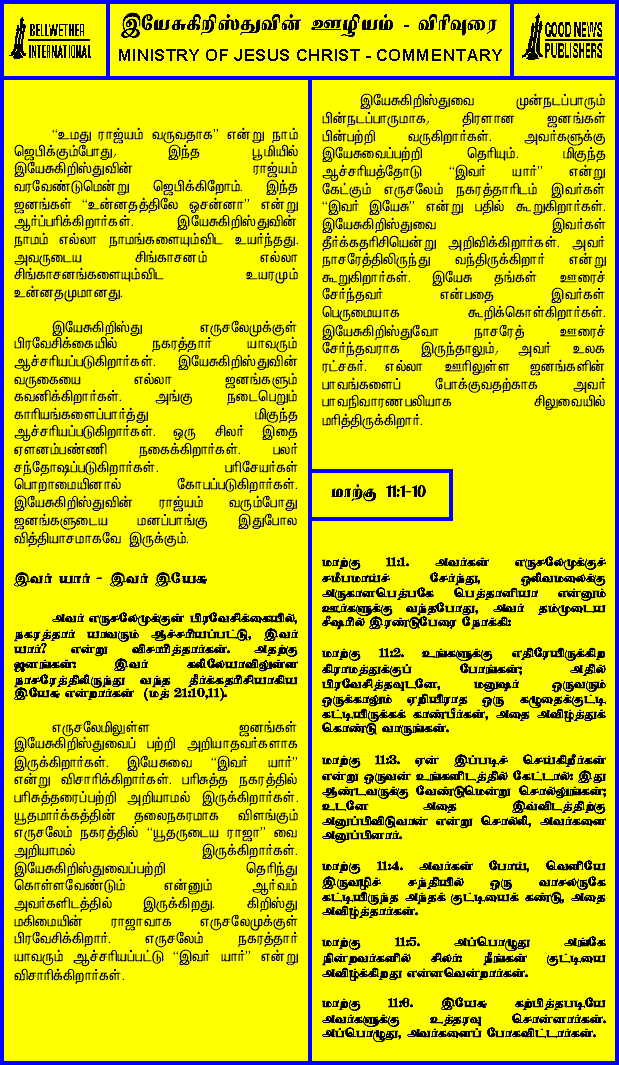 BELLWETHER
INTERNATIONAL
இயேசுகிறிஸ்துவின் ஊழியம் - விரிவுரை
MINISTRY OF JESUS CHRIST - COMMENTARY
GOOD NEWS
PUBLISHERS
“உமது ராஜ்யம் வருவதாக” என்று நாம்
ஜெபிக்கும்போது, இந்த பூமியில்
இயேசுகிறிஸ்துவின் ராஜ்யம்
வரவேண்டுமென்று ஜெபிக்கிறோம். இந்த
ஜனங்கள் “உன்னதத்திலே ஓசன்னா” என்று
ஆர்ப்பரிக்கிறார்கள். இயேசுகிறிஸ்துவின்
நாமம் எல்லா நாமங்களையும்விட உயர்ந்தது.
அவருடைய சிங்காசனம் எல்லா
சிங்காசனங்களையும்விட உயரமும்
உன்னதமுமானது.
இயேசுகிறிஸ்து எருசலேமுக்குள்
பிரவேசிக்கையில் நகரத்தார் யாவரும்
ஆச்சரியப்படுகிறார்கள். இயேசுகிறிஸ்துவின்
வருகையை எல்லா ஜனங்களும்
கவனிக்கிறார்கள். அங்கு நடைபெறும்
காரியங்களைப்பார்த்து மிகுந்த
ஆச்சரியப்படுகிறார்கள். ஒரு சிலர் இதை
ஏளனம்பண்ணி நகைக்கிறார்கள். பலர்
சந்தோஷப்படுகிறார்கள். பரிசேயர்கள்
பொறாமையினால் கோபப்படுகிறார்கள்.
இயேசுகிறிஸ்துவின் ராஜ்யம் வரும்போது
ஜனங்களுடைய மனப்பாங்கு இதுபோல
வித்தியாசமாகவே இருக்கும்.
இவர் யார் - இவர் இயேசு
அவர் எருசலேமுக்குள் பிரவேசிக்கையில்,
நகரத்தார் யாவரும் ஆச்சரியப்பட்டு, இவர்
யார்? என்று விசாரித்தார்கள். அதற்கு
ஜனங்கள்: இவர் கலிலேயாவிலுள்ள
நாசரேத்திலிருந்து வந்த தீர்க்கதரிசியாகிய
இயேசு என்றார்கள் (மத் 21:10,11).
எருசலேமிலுள்ள ஜனங்கள்
இயேசுகிறிஸ்துவைப் பற்றி அறியாதவர்களாக
இருக்கிறார்கள். இயேசுவை “இவர் யார்”
என்று விசாரிக்கிறார்கள். பரிசுத்த நகரத்தில்
பரிசுத்தரைப்பற்றி அறியாமல் இருக்கிறார்கள்.
யூதமார்க்கத்தின் தலைநகரமாக விளங்கும்
எருசலேம் நகரத்தில் “யூதருடைய ராஜா” வை
அறியாமல் இருக்கிறார்கள்.
இயேசுகிறிஸ்துவைப்பற்றி தெரிந்து
கொள்ளவேண்டும் என்னும் ஆர்வம்
அவர்களிடத்தில் இருக்கிறது. கிறிஸ்து
மகிமையின் ராஜாவாக எருசலேமுக்குள்
பிரவேசிக்கிறார். எருசலேம் நகரத்தார்
யாவரும் ஆச்சரியப்பட்டு “இவர் யார்” என்று
விசாரிக்கிறார்கள்.
இயேசுகிறிஸ்துவை முன்நடப்பாரும்
பின்நடப்பாருமாக, திரளான ஜனங்கள்
பின்பற்றி வருகிறார்கள். அவர்களுக்கு
இயேசுவைப்பற்றி தெரியும். மிகுந்த
ஆச்சரியத்தோடு “இவர் யார்” என்று
கேட்கும் எருசலேம் நகரத்தாரிடம் இவர்கள்
“இவர் இயேசு” என்று பதில் கூறுகிறார்கள்.
இயேசுகிறிஸ்துவை இவர்கள்
தீர்க்கதரிசியென்று அறிவிக்கிறார்கள். அவர்
நாசரேத்திலிருந்து வந்திருக்கிறார் என்று
கூறுகிறார்கள். இயேசு தங்கள் ஊரைச்
சேர்ந்தவர் என்பதை இவர்கள்
பெருமையாக கூறிக்கொள்கிறார்கள்.
இயேசுகிறிஸ்துவோ நாசரேத் ஊரைச்
சேர்ந்தவராக இருந்தாலும், அவர் உலக
ரட்சகர். எல்லா ஊரிலுள்ள ஜனங்களின்
பாவங்களைப் போக்குவதற்காக அவர்
பாவநிவாரணபலியாக சிலுவையில்
மரித்திருக்கிறார்.
மாற்கு 11:1-10
மாற்கு 11:1. அவர்கள் எருசலேமுக்குச்
சமீபமாய்ச் சேர்ந்து, ஒலிவமலைக்கு
அருகானபெத்பகே பெத்தானியா என்னும்
ஊர்களுக்கு வந்தபோது, அவர் தம்முடைய
சீஷரில் இரண்டுபேரை நோக்கி:
மாற்கு 11:2. உங்களுக்கு எதிரேயிருக்கிற
கிராமத்துக்குப் போங்கள்; அதில்
பிரவேசித்தவுடனே, மனுஷர் ஒருவரும்
ஒருக்காலும் ஏறியிராத ஒரு கழுதைக்குட்டி
கட்டியிருக்கக் காண்பீர்கள், அதை அவிழ்த்துக்
கொண்டு வாருங்கள்.
மாற்கு 11:3. ஏன் இப்படிச் செய்கிறீர்கள்
என்று ஒருவன் உங்களிடத்தில் கேட்டால்: இது
ஆண்டவருக்கு வேண்டுமென்று சொல்லுங்கள்;
உடனே அதை இவ்விடத்திற்கு
அனுப்பிவிடுவான் என்று சொல்லி, அவர்களை
அனுப்பினார்.
மாற்கு 11:4. அவர்கள் போய், வெளியே
இருவழிச் சந்தியில் ஒரு வாசலருகே
கட்டியிருந்த அந்தக் குட்டியைக் கண்டு, அதை
அவிழ்த்தார்கள்.
மாற்கு 11:5. அப்பொழுது அங்கே
நின்றவர்களில் சிலர்: நீங்கள் குட்டியை
அவிழ்க்கிறது என்னவென்றார்கள்.
மாற்கு 11:6. இயேசு கற்பித்தபடியே
அவர்களுக்கு உத்தரவு சொன்னார்கள்.
அப்பொழுது, அவர்களைப் போகவிட்டார்கள்.